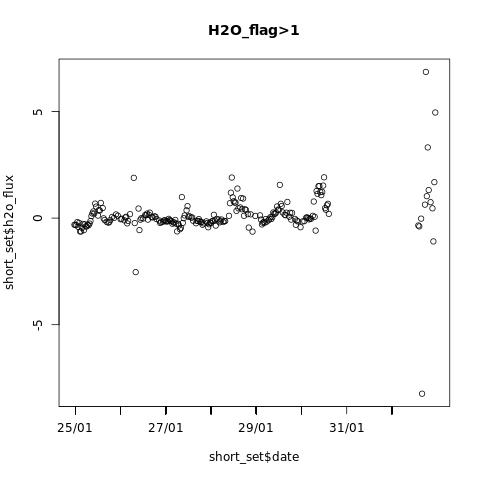 H2O_flag>1
short_set$h2o_flux
5
0
-5
25/01 27/01 29/01 31/01
short_set$date